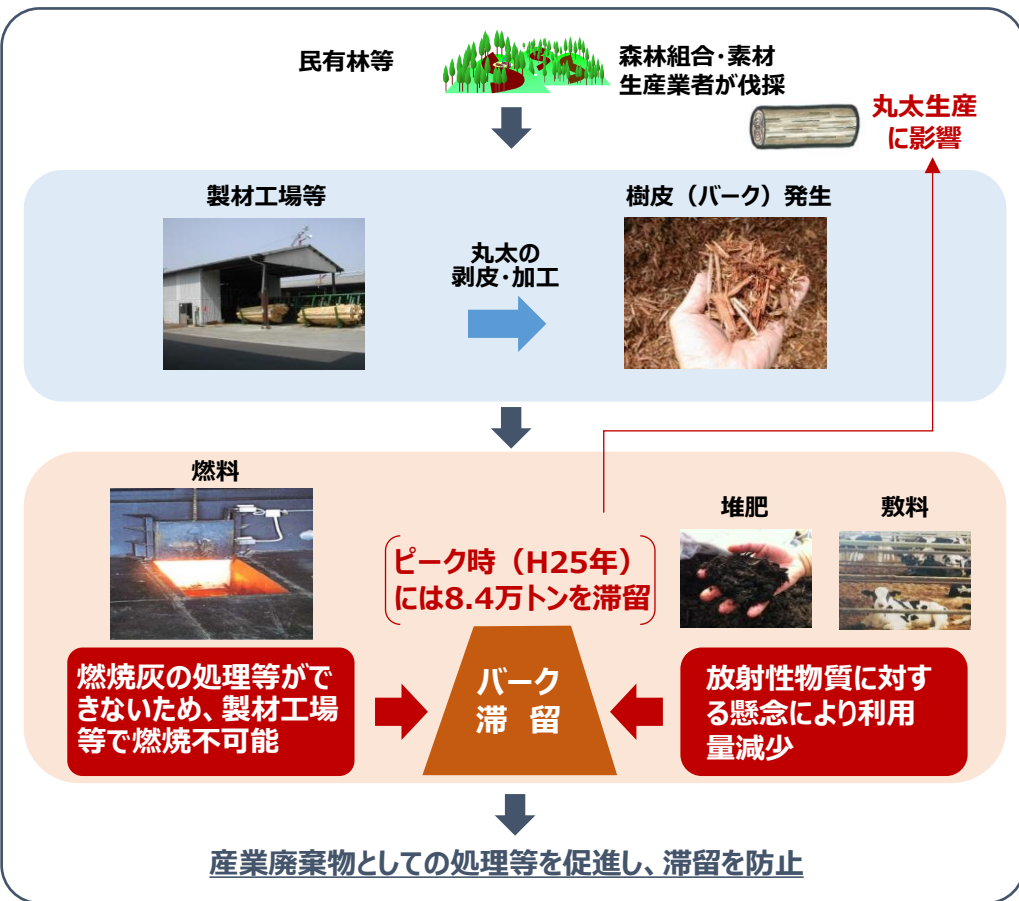 民有林等
森林組合・素材
生産業者が伐採
丸太生産
に影響
製材工場等
丸太の
剥皮・加工
樹皮（バーク）発生
燃料
ピーク時（H25年）
には8.4万トンを滞留
堆肥
敷料
燃焼灰の処理等がで
きないため、製材工場
等で燃焼不可能
バーク
滞 留
放射性物質に対す
る懸念により利用
量減少
産業廃棄物としての処理等を促進し、滞留を防止